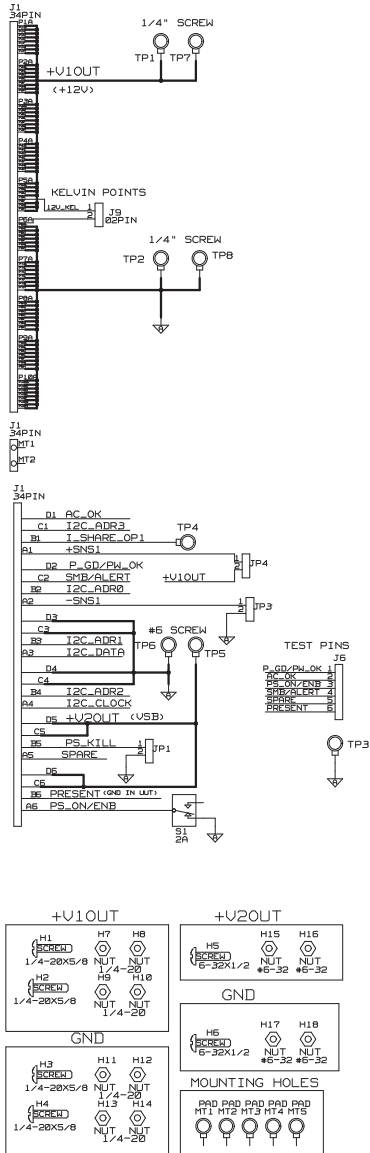 J1
34PIN
P1A
1/4" SCREW
TP1 TP7
P2A
+V1OUT
(+12V)
P3A
P4A
P5A
KELVIN POINTS
12V_KEL 1
2
J9
02PIN
P6A
1/4" SCREW
TP2 TP8
P7A
P8A
A
P9A
P10A
J1
34PIN
MT1
MT2
J1
34PIN
D1 AC_OK
C1 I2C_ADR3
B1 I_SHARE_OP1
TP4
A1 +SNS1
D2 P_GD/PW_OK
C2 SMB/ALERT +V1OUT
1
2
JP4
B2 I2C_ADR0
A2 -SNS1
1
2
JP3
A
D3
C3
#6 SCREW
B3 I2C_ADR1
TP6 TP5
A3 I2C_DATA
D4
C4
A
B4 I2C_ADR2
A4 I2C_CLOCK
D5 +V2OUT (VSB)
C5
B5 PS_KILL
1
2
JP1
A5 SPARE
A
D6
C6
B6 PRESENT (GND IN UUT)
A6 PS_ON/ENB
S1
2A
A
TEST PINS
J6
P_GD/PW_OK 1
AC_OK 2
PS_ON/ENB 3
SMB/ALERT 4
SPARE 5
PRESENT 6
TP3
A
+V1OUT
H1
SCREW
1/4-20X5/8
H7 H8
NUT NUT
1/4-20
H2
SCREW
1/4-20X5/8
H9 H10
NUT NUT
1/4-20
GND
H3
SCREW
1/4-20X5/8
H11 H12
NUT NUT
1/4-20
H4
SCREW
1/4-20X5/8
H13 H14
NUT NUT
1/4-20
+V2OUT
H5
SCREW
6-32X1/2
H15 H16
NUT NUT
#6-32 #6-32
GND
H6
SCREW
6-32X1/2
H17 H18
NUT NUT
#6-32 #6-32
MOUNTING HOLES
PAD PAD PAD PAD PAD
MT1 MT2 MT3 MT4 MT5